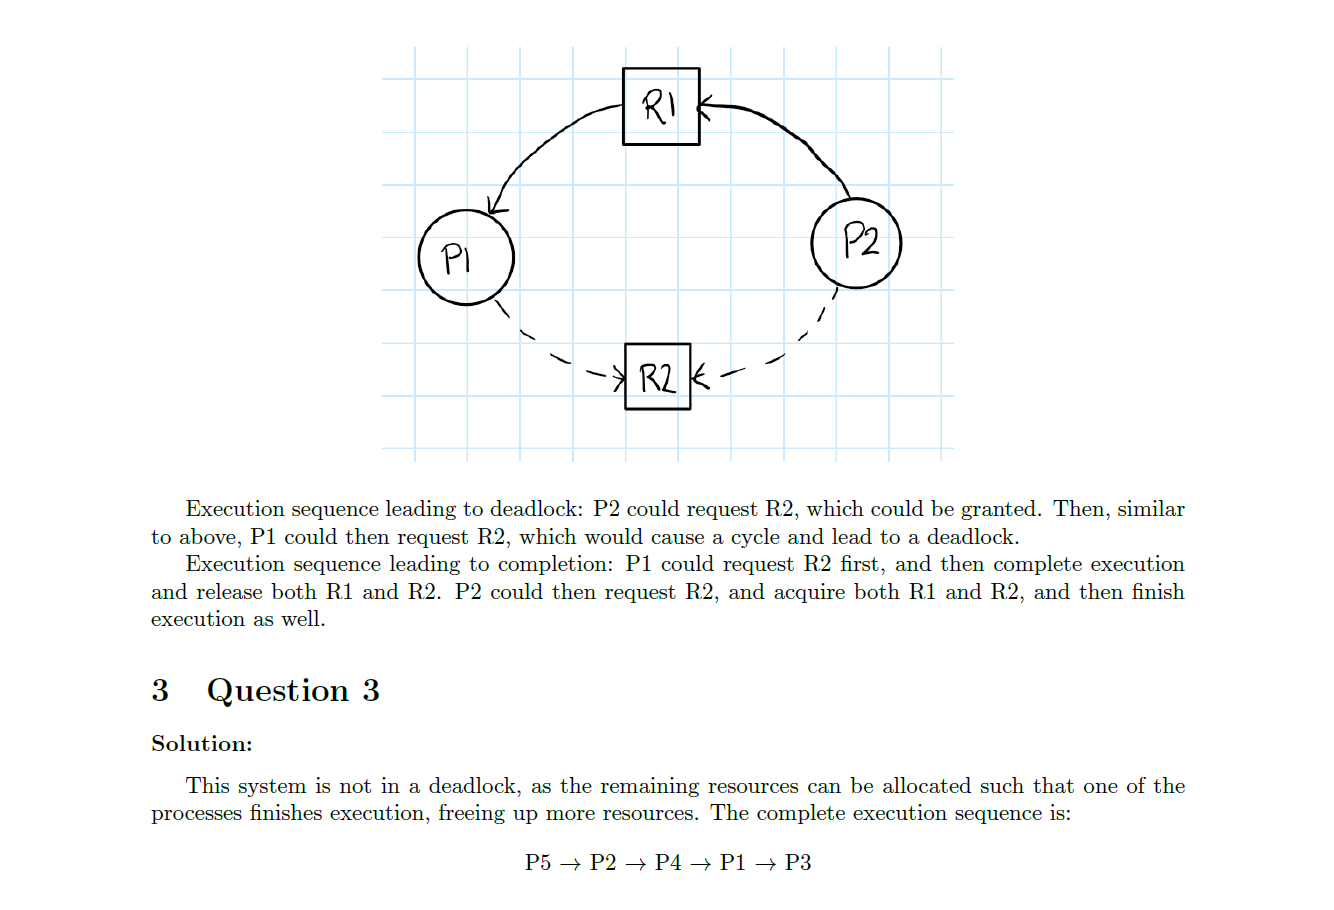 R1
P1
P2
R2
Execution sequence leading to deadlock: P2 could request R2, which could be granted. Then, similar
to above, P1 could then request R2, which would cause a cycle and lead to a deadlock.
Execution sequence leading to completion: P1 could request R2 first, and then complete execution
and release both R1 and R2. P2 could then request R2, and acquire both R1 and R2, and then finish
execution as well.
3 Question 3
Solution:
This system is not in a deadlock, as the remaining resources can be allocated such that one of the
processes finishes execution, freeing up more resources. The complete execution sequence is:
P5 → P2 → P4 → P1 → P3